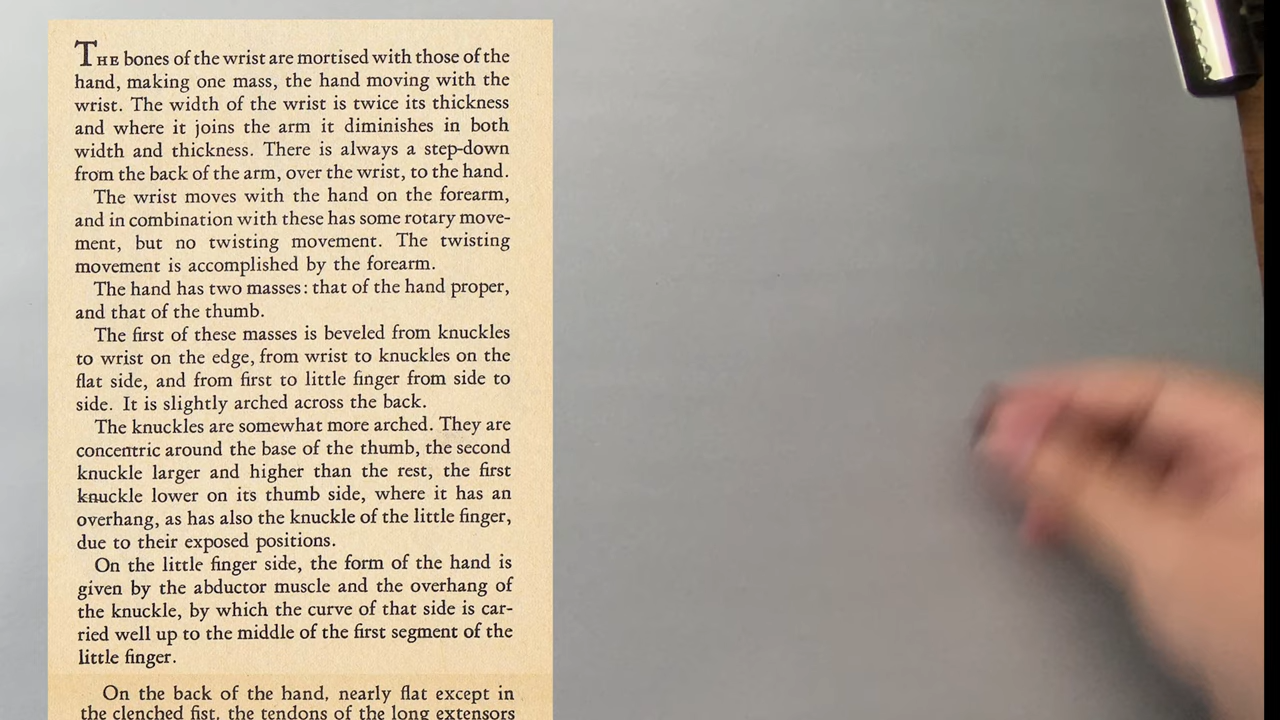 THE bones of the wrist are mortised with those of the
hand, making one mass, the hand moving with the
wrist. The width of the wrist is twice its thickness
and where it joins the arm it diminishes in both
width and thickness. There is always a step-down
from the back of the arm, over the wrist, to the hand.
The wrist moves with the hand on the forearm,
and in combination with these has some rotary move-
ment, but no twisting movement. The twisting
movement is accomplished by the forearm.
The hand has two masses: that of the hand proper,
and that of the thumb.
The first of these masses is beveled from knuckles
to wrist on the edge, from wrist to knuckles on the
flat side, and from first to little finger from side to
side. It is slightly arched across the back.
The knuckles are somewhat more arched. They are
concentric around the base of the thumb, the second
knuckle larger and higher than the rest, the first
knuckle lower on its thumb side, where it has an
overhang, as has also the knuckle of the little finger,
due to their exposed positions.
On the little finger side, the form of the hand is
given by the abductor muscle and the overhang of
the knuckle, by which the curve of that side is car-
ried well up to the middle of the first segment of the
little finger.
On the back of the hand, nearly flat except in
the clenched fist, the tendons of the long extensors